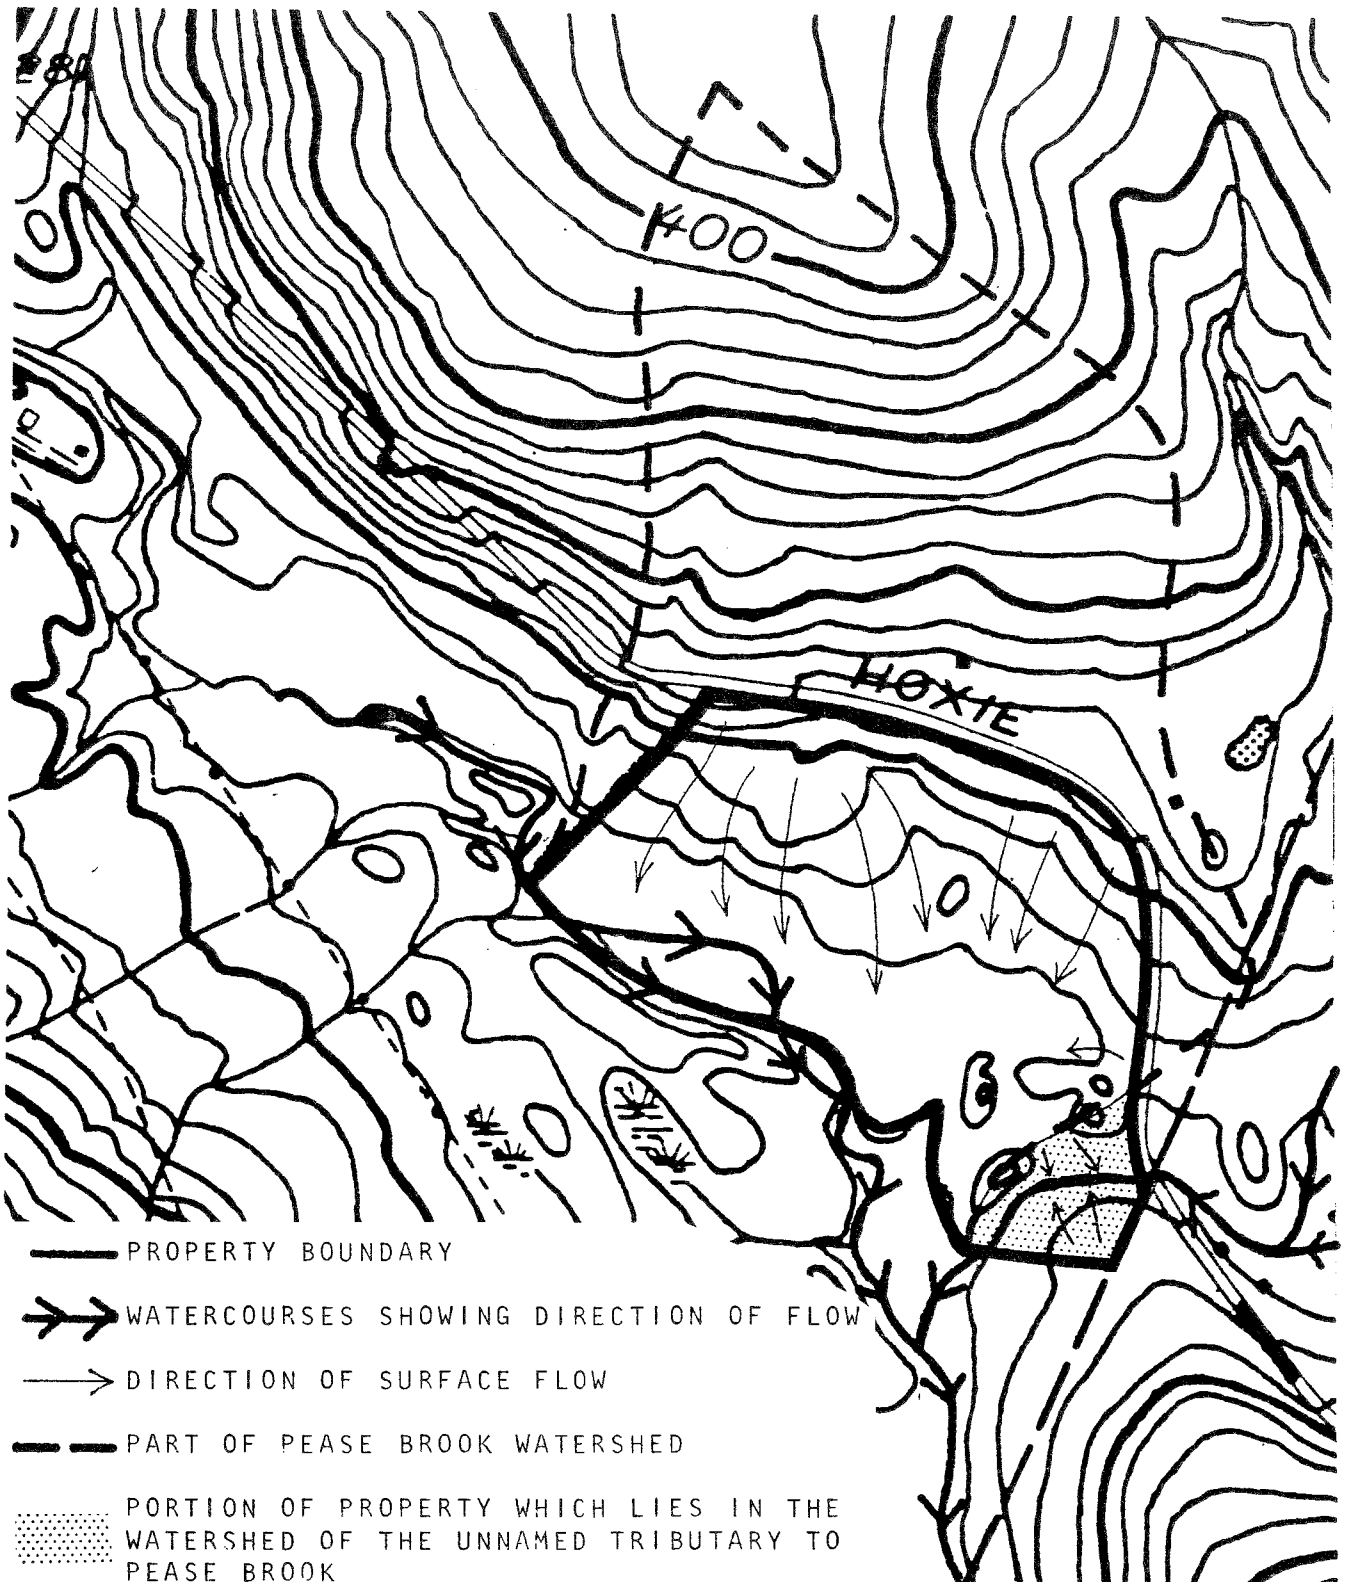 400
HOXIE
PROPERTY BOUNDARY
WATERCOURSES SHOWING DIRECTION OF FLOW
DIRECTION OF SURFACE FLOW
PART OF PEASE BROOK WATERSHED
PORTION OF PROPERTY WHICH LIES IN THE
WATERSHED OF THE UNNAMED TRIBUTARY TO
PEASE BROOK